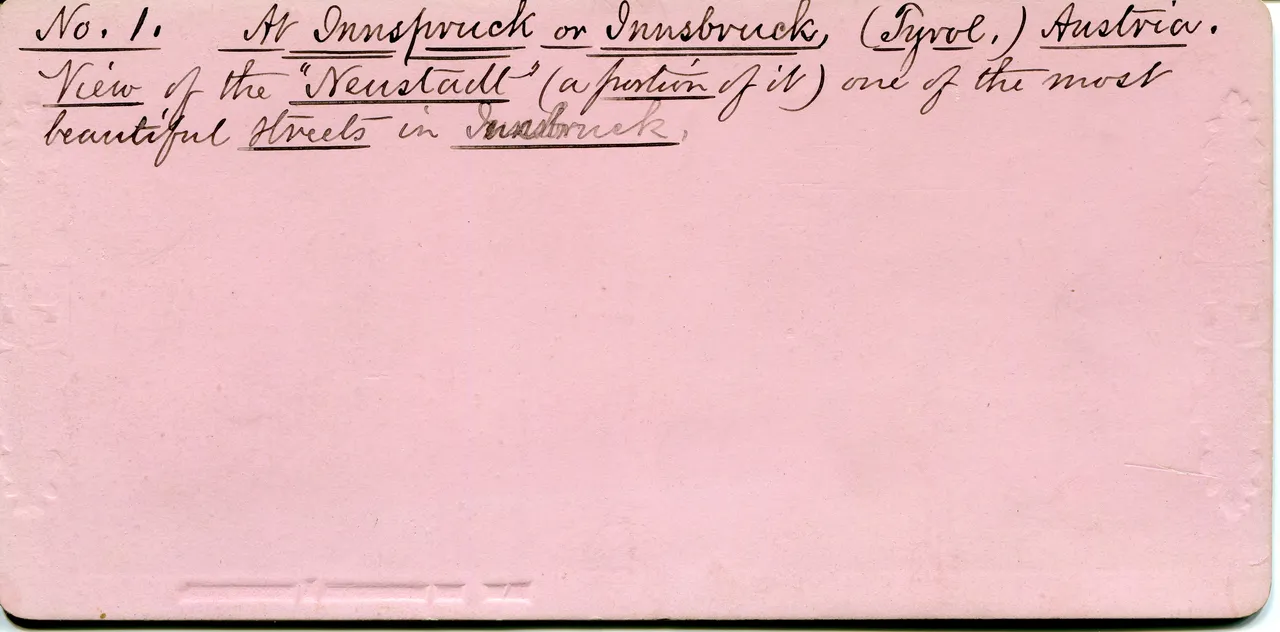 No. 1. At Innspruck or Innsbruck, (Tyrol.) Austria.
View of the "Neustadt" (a portion of it) one of the most
beautiful streets in Innsbruck.